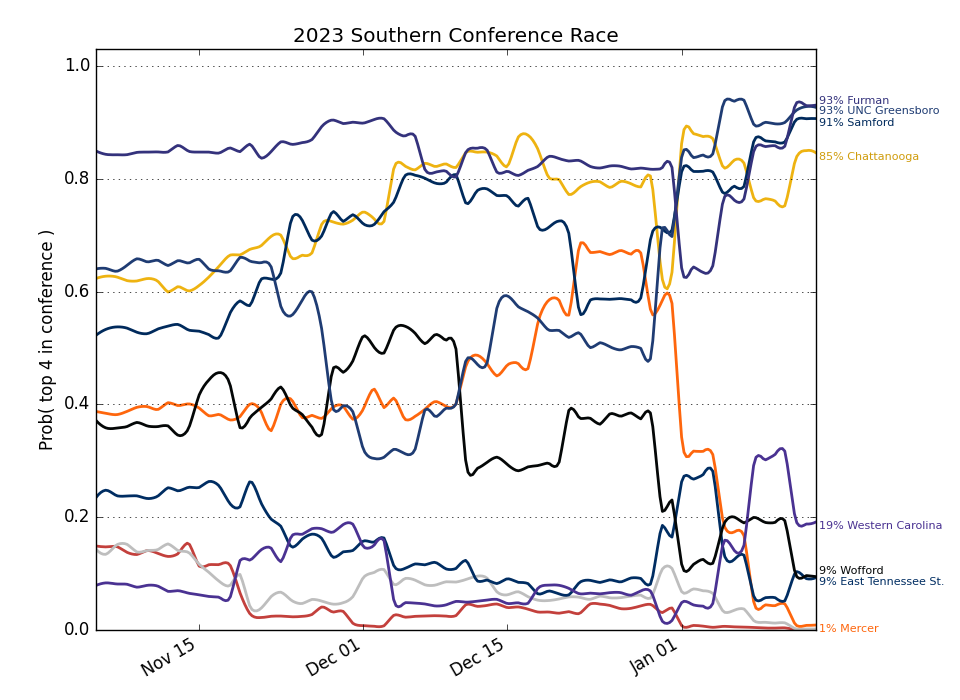 2023 Southern Conference Race
Prob( top 4 in conference )
1.0
0.8
0.6
0.4
0.2
0.0
Nov 15
Dec 01
Dec 15
Jan 01
93% Furman
93% UNC Greensboro
91% Samford
85% Chattanooga
19% Western Carolina
9% Wofford
9% East Tennessee St.
1% Mercer